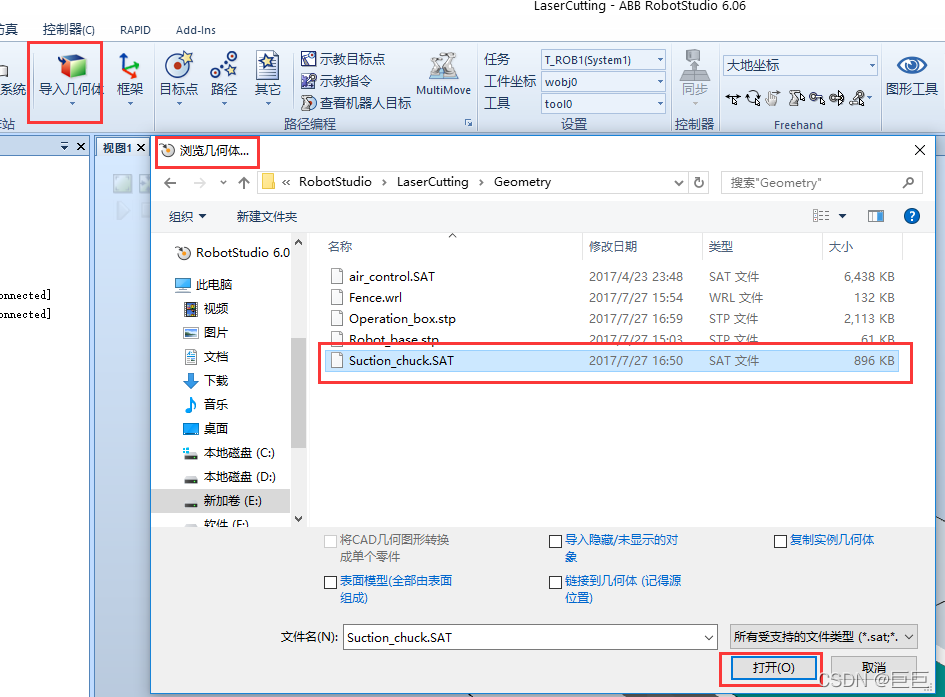 LaserCutting - ABB RobotStudio 6.06
仿真 控制器(C) RAPID Add-Ins
系统 导入几何体 框架 目标点 路径 其它
示教目标点
示教指令
查看机器人目标
MultiMove
任务 T_ROB1(System1)
工件坐标 wobj0
工具 tool0
同步
大地坐标
图形工具
站 路径编程 设置 控制器 Freehand
视图1
浏览几何体...
« RobotStudio LaserCutting Geometry
搜索"Geometry"
组织 新建文件夹
名称 修改日期 类型 大小
RobotStudio 6.0
此电脑
视频
图片
文档
下载
音乐
桌面
本地磁盘 (C:)
本地磁盘 (D:)
新加卷 (E:)
软件 (F:)
onnected]
onnected]
air_control.SAT 2017/4/23 23:48 SAT 文件 6,438 KB
Fence.wrl 2017/7/27 15:54 WRL 文件 132 KB
Operation_box.stp 2017/7/27 16:59 STP 文件 2,113 KB
Robot_base.stp 2017/7/27 15:03 STP 文件 61 KB
Suction_chuck.SAT 2017/7/27 16:50 SAT 文件 896 KB
将CAD几何图形转换
成单个零件
导入隐藏/未显示的对
象
复制实例几何体
表面模型(全部由表面
组成)
链接到几何体 (记得源
位置)
文件名(N): Suction_chuck.SAT
所有受支持的文件类型 (*.sat;*.
打开(O) 取消
CSDN @巨巨